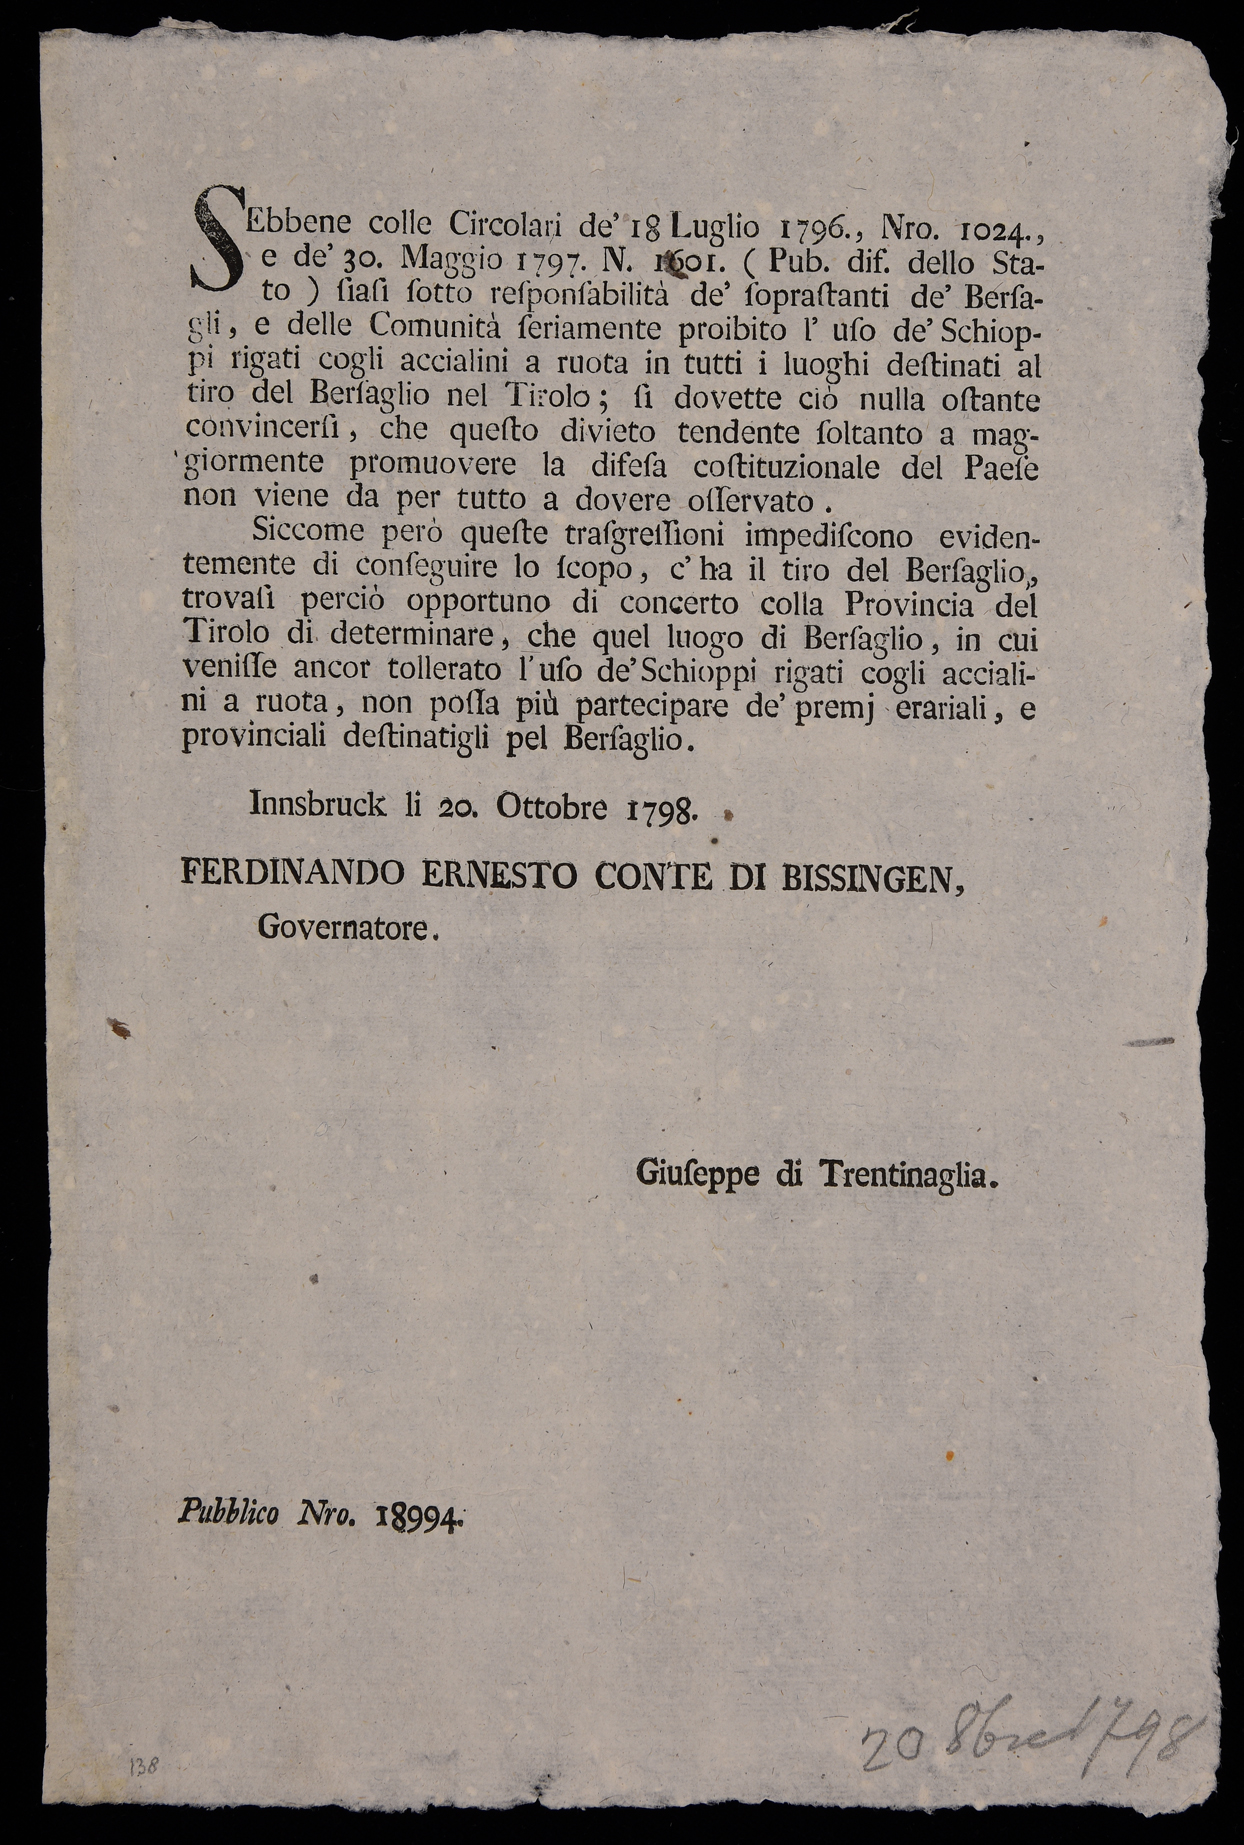 SEbbene colle Circolari de' 18 Luglio 1796., Nro. 1024.,
e de' 30. Maggio 1797. N. 1601. ( Pub. dif. dello Sta-
to ) ſiaſi ſotto reſponſabilità de' ſopraſtanti de' Berſa-
gli, e delle Comunità ſeriamente proibito l' uſo de' Schiop-
pi rigati cogli accialini a ruota in tutti i luoghi deſtinati al
tiro del Berſaglio nel Tirolo; ſi dovette ciò nulla oſtante
convincerſi, che queſto divieto tendente ſoltanto a mag-
giormente promuovere la difeſa coſtituzionale del Paeſe
non viene da per tutto a dovere oſſervato.
Siccome però queſte traſgreſſioni impediſcono eviden-
temente di conſeguire lo ſcopo, c' ha il tiro del Berſaglio,
trovaſi perciò opportuno di concerto colla Provincia del
Tirolo di determinare, che quel luogo di Berſaglio, in cui
veniſſe ancor tollerato l'uſo de' Schioppi rigati cogli acciali-
ni a ruota, non poſſa più partecipare de' premj erariali, e
provinciali deſtinatigli pel Berſaglio.
Innsbruck li 20. Ottobre 1798.
FERDINANDO ERNESTO CONTE DI BISSINGEN,
Governatore.
Giuſeppe di Trentinaglia.
Pubblico Nro. 18994.
20 8bre 1798
138